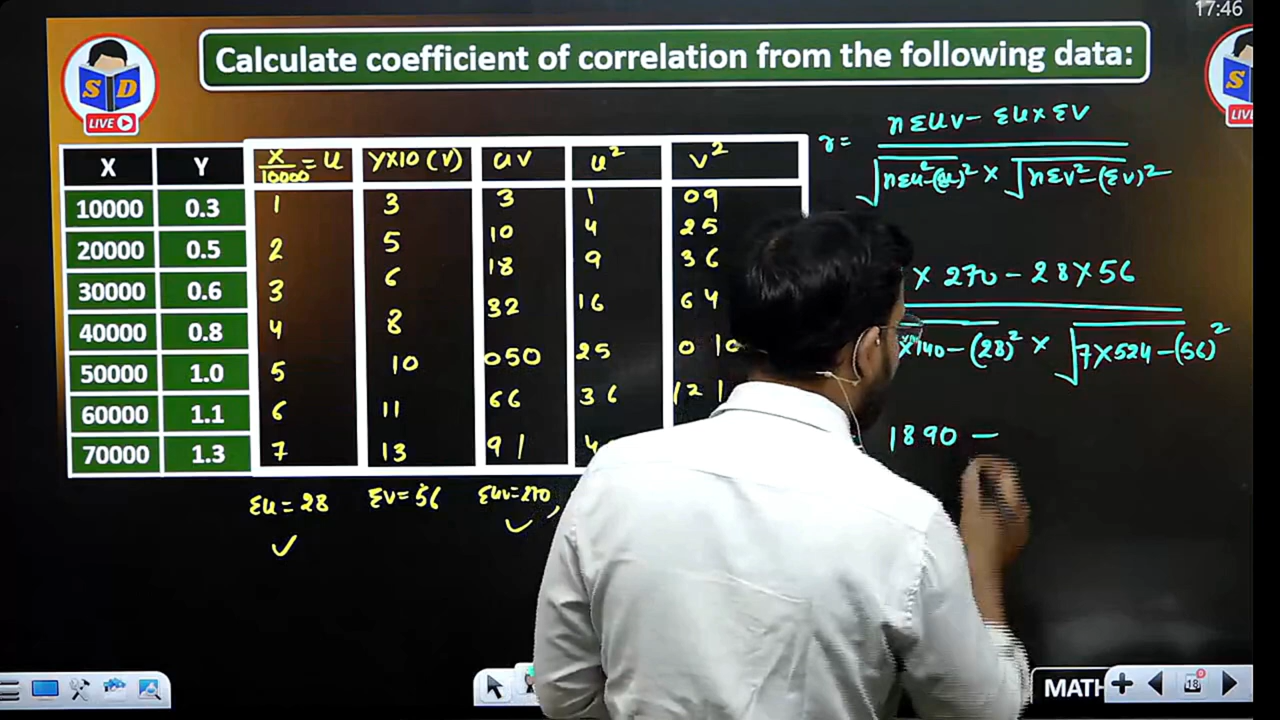 17:46
Calculate coefficient of correlation from the following data:
S D
LIVE
S
LIV
X Y X/10000 = u Y×10 (V) uv u² v²
10000 0.3 1 3 3 1 09
20000 0.5 2 5 10 4 25
30000 0.6 3 6 18 9 36
40000 0.8 4 8 32 16 64
50000 1.0 5 10 050 25 0 10
60000 1.1 6 11 66 36 121
70000 1.3 7 13 91 4
Σu = 28 Σv = 56 Σuv = 270,
r =
nΣuv - Σu × Σv
√nΣu² - (Σu)² × √nΣv² - (Σv)²
× 270 - 28 × 56
×140 - (28)² × √7×524 - (56)²
1890 -
MATH
18